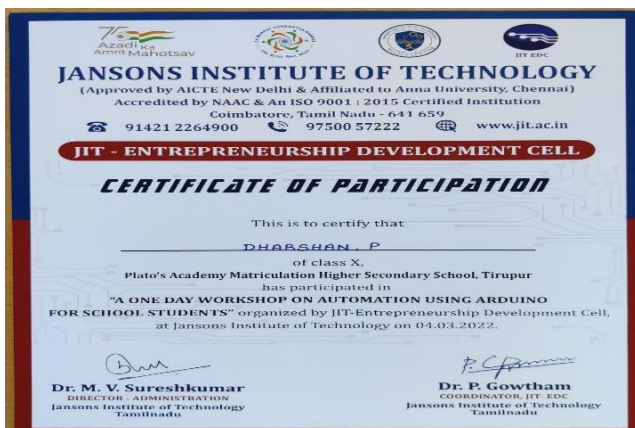 75
Azadi Ka
Amrit Mahotsav
JIT EDC
JANSONS INSTITUTE OF TECHNOLOGY
(Approved by AICTE New Delhi & Affiliated to Anna University, Chennai)
Accredited by NAAC & An ISO 9001 : 2015 Certified Institution
Coimbatore, Tamil Nadu - 641 659
91421 2264900 97500 57222 www.jit.ac.in
JIT - ENTREPRENEURSHIP DEVELOPMENT CELL
CERTIFICATE OF PARTICIPATION
This is to certify that
DHARSHAN. P
of class X,
Plato's Academy Matriculation Higher Secondary School, Tirupur
has participated in
"A ONE DAY WORKSHOP ON AUTOMATION USING ARDUINO
FOR SCHOOL STUDENTS" organized by JIT-Entrepreneurship Development Cell,
at Jansons Institute of Technology on 04.03.2022.
Dr. M. V. Sureshkumar
DIRECTOR - ADMINISTRATION
Jansons Institute of Technology
Tamilnadu
Dr. P. Gowtham
COORDINATOR, JIT- EDC
Jansons Institute of Technology
Tamilnadu